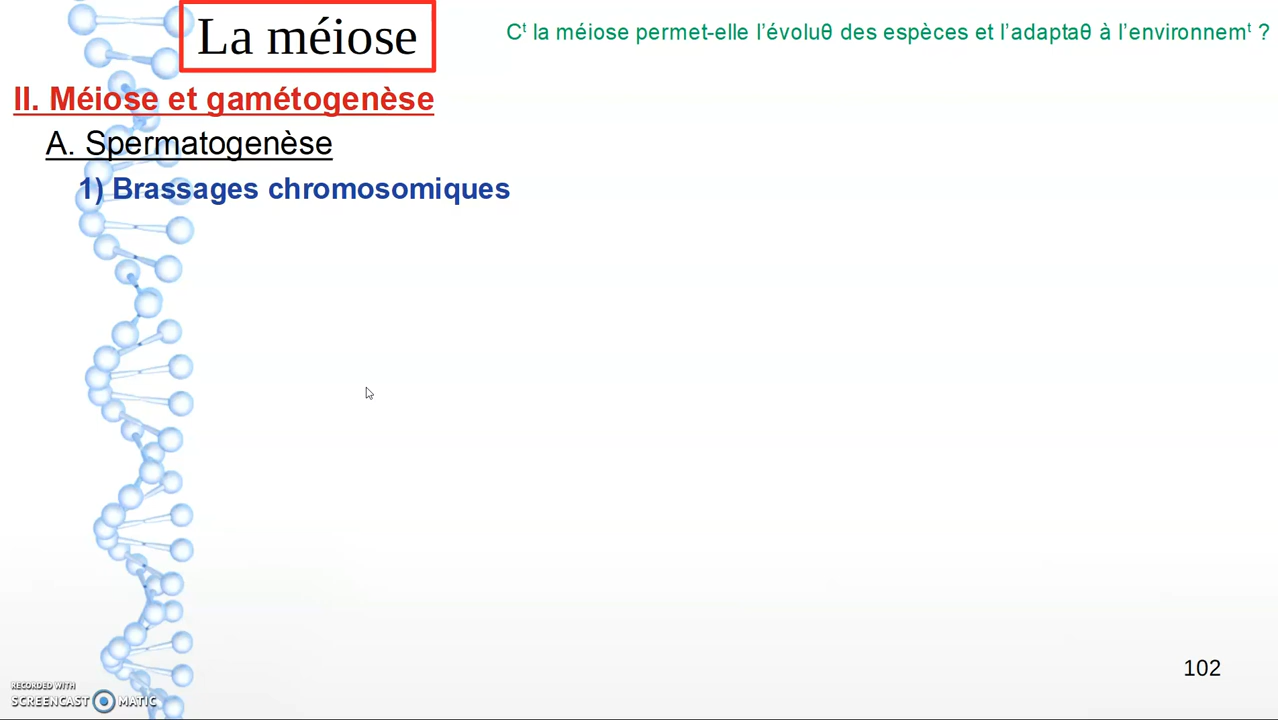 La méiose
Cᵗ la méiose permet-elle l’évoluθ des espèces et l’adaptaθ à l’environnemᵗ ?
II. Méiose et gamétogenèse
A. Spermatogenèse
1) Brassages chromosomiques
102
RECORDED WITH
SCREENCAST MATIC